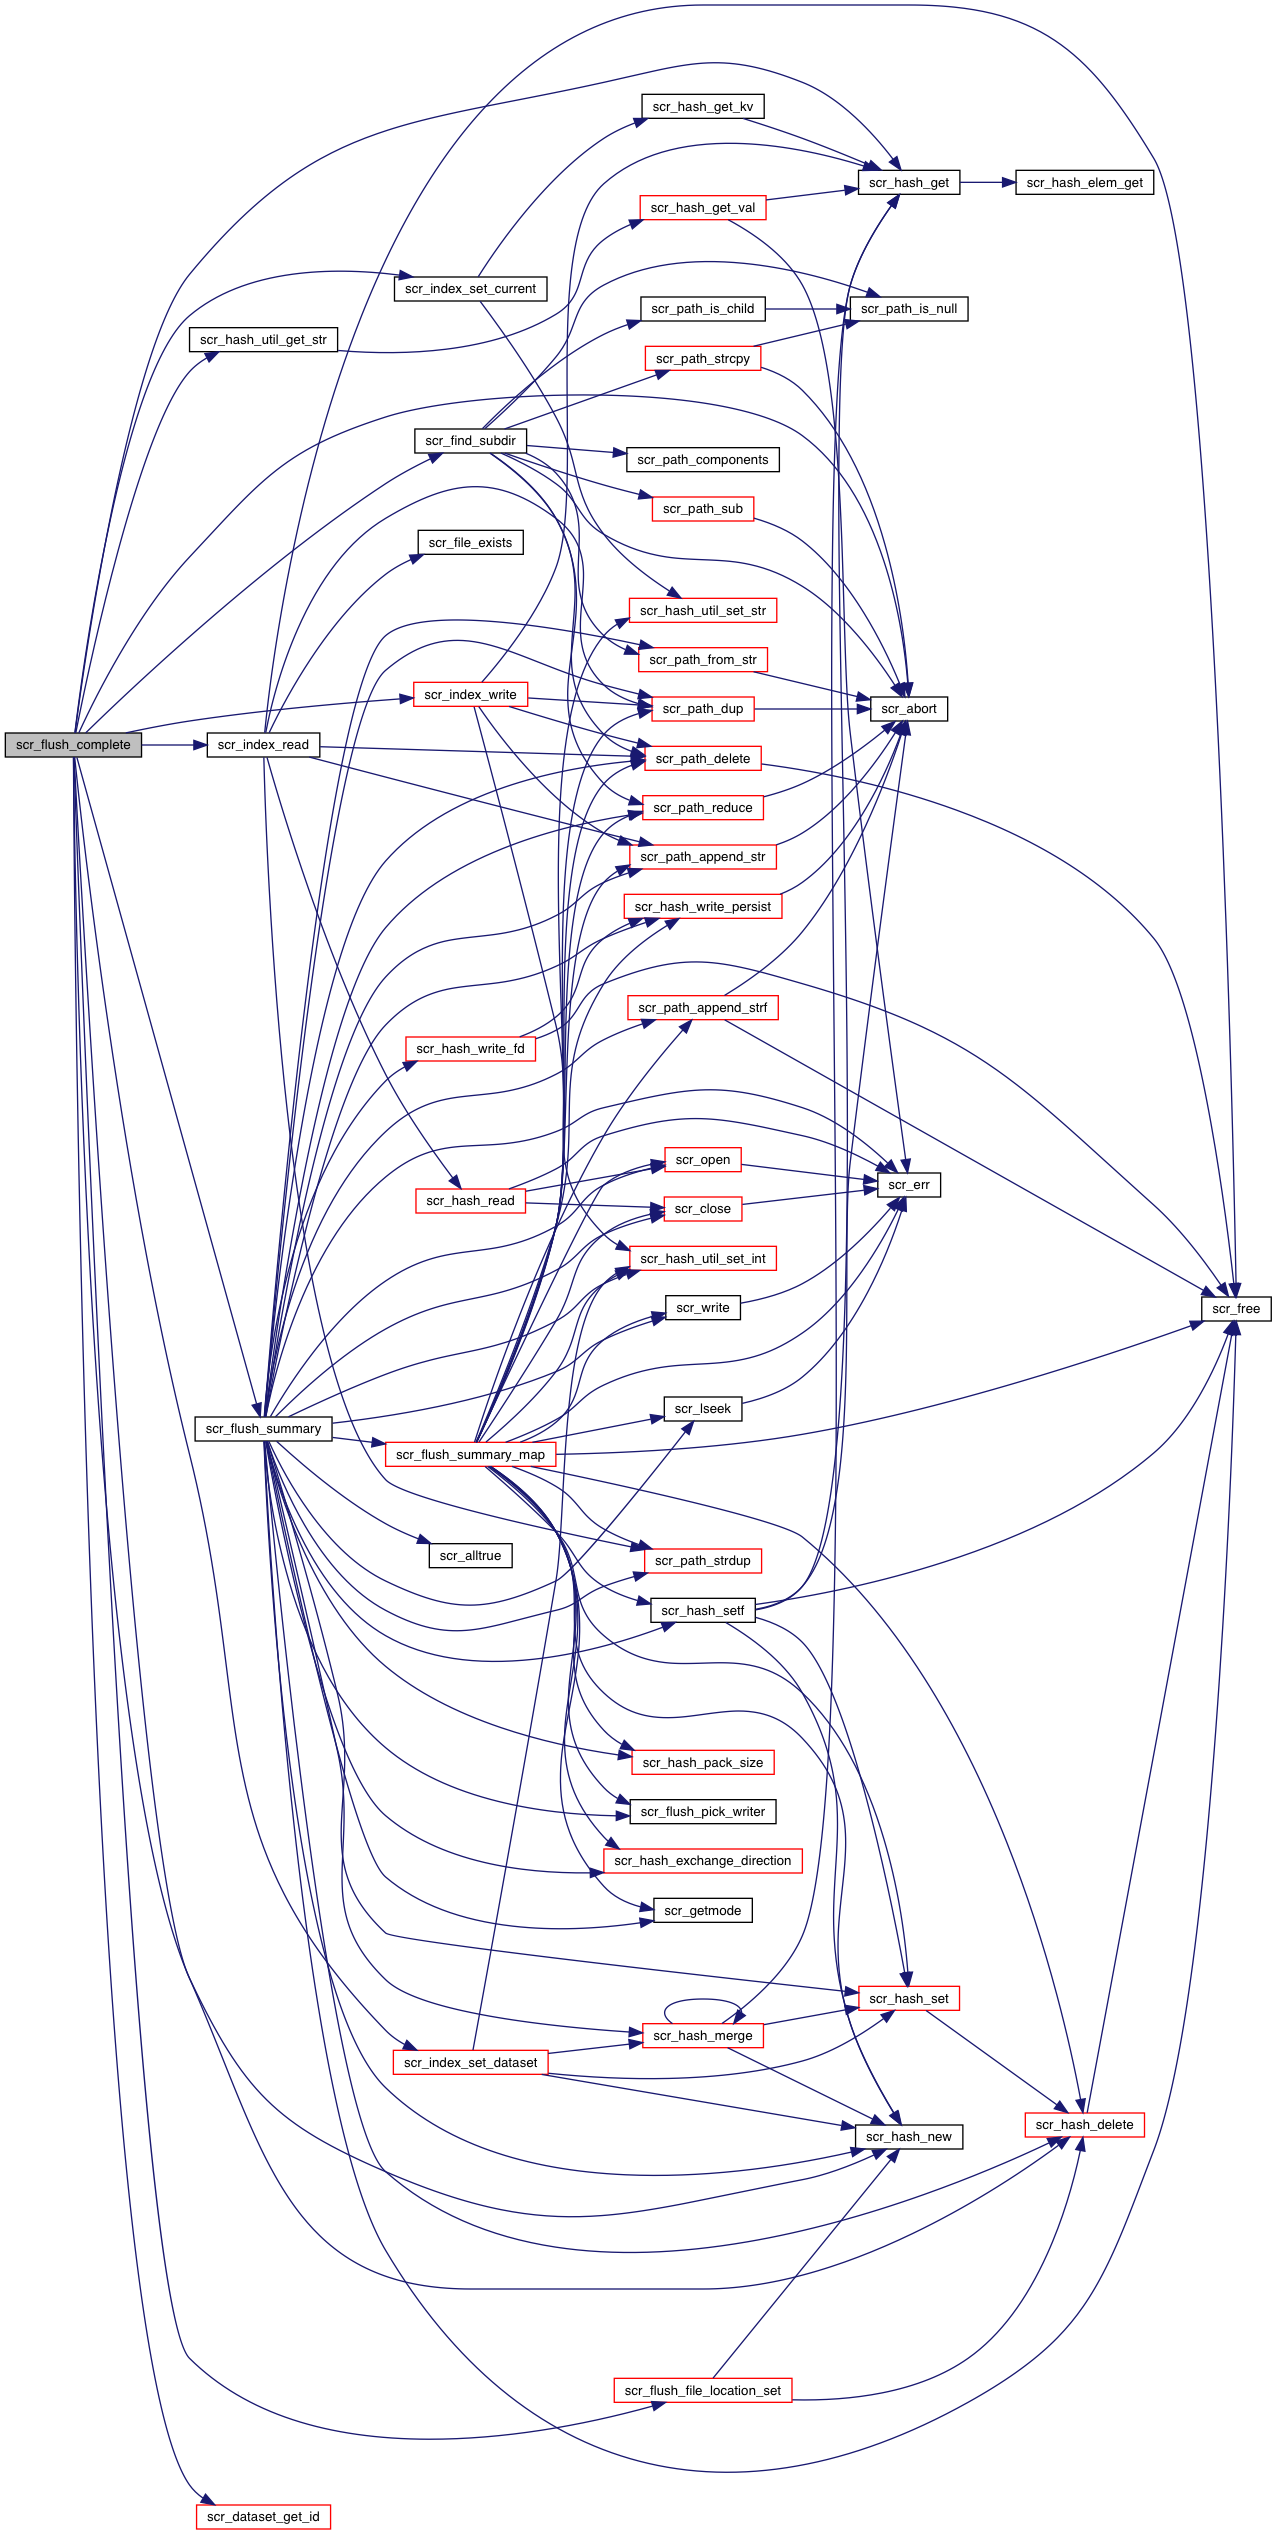 scr_hash_get_kv
scr_hash_get
scr_hash_elem_get
scr_hash_get_val
scr_index_set_current
scr_path_is_child
scr_path_is_null
scr_hash_util_get_str
scr_path_strcpy
scr_find_subdir
scr_path_components
scr_path_sub
scr_file_exists
scr_hash_util_set_str
scr_path_from_str
scr_index_write
scr_path_dup
scr_abort
scr_flush_complete
scr_index_read
scr_path_delete
scr_path_reduce
scr_path_append_str
scr_hash_write_persist
scr_path_append_strf
scr_hash_write_fd
scr_open
scr_err
scr_hash_read
scr_close
scr_hash_util_set_int
scr_write
scr_free
scr_lseek
scr_flush_summary
scr_flush_summary_map
scr_alltrue
scr_path_strdup
scr_hash_setf
scr_hash_pack_size
scr_flush_pick_writer
scr_hash_exchange_direction
scr_getmode
scr_hash_set
scr_hash_merge
scr_index_set_dataset
scr_hash_delete
scr_hash_new
scr_flush_file_location_set
scr_dataset_get_id